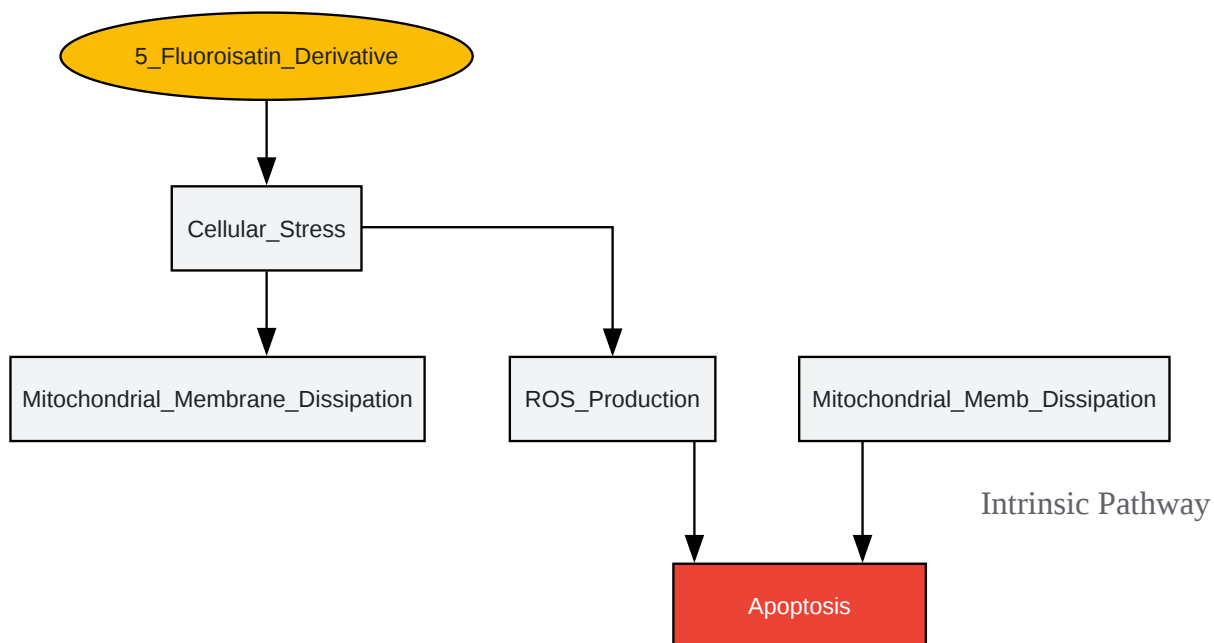 5_Fluoroisatin_Derivative
Cellular_Stress
Mitochondrial_Membrane_Dissipation
ROS_Production
Mitochondrial_Memb_Dissipation
Intrinsic Pathway
Apoptosis